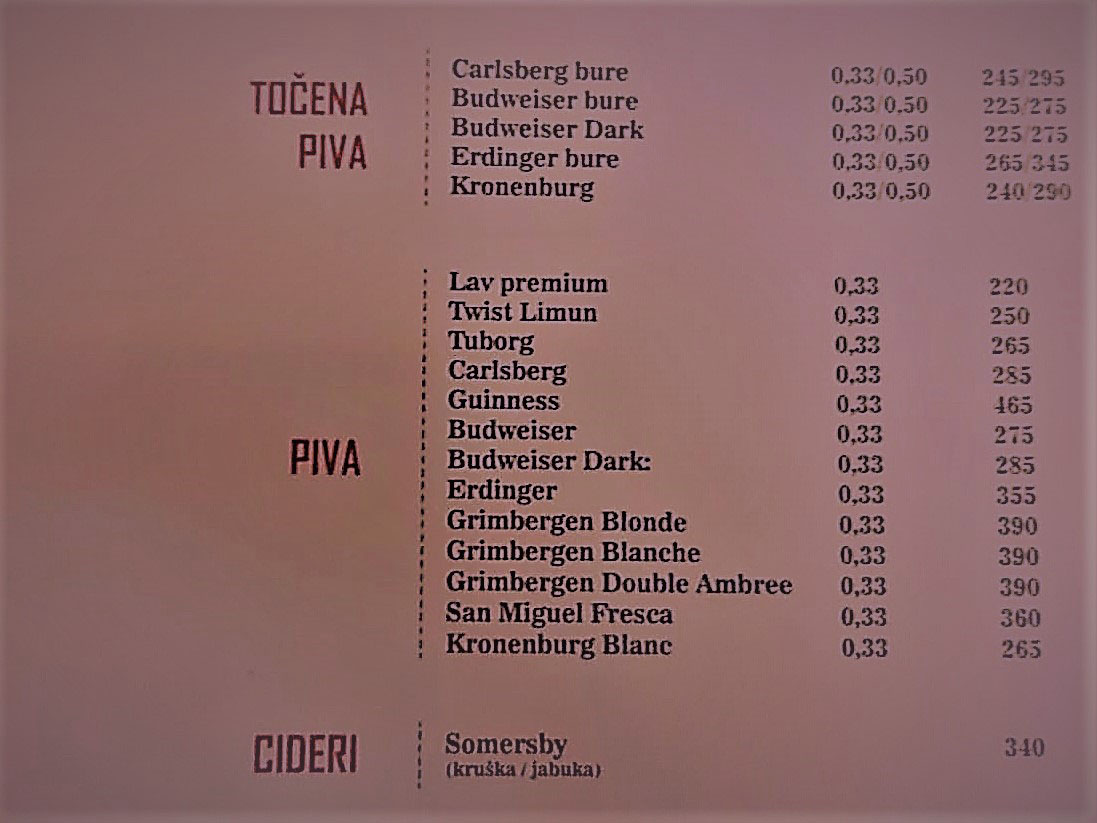 TOČENA
PIVA
Carlsberg bure 0,33/0,50 245/295
Budweiser bure 0,33/0,50 225/275
Budweiser Dark 0,33/0,50 225/275
Erdinger bure 0,33/0,50 265/345
Kronenburg 0,33/0,50 240/290
PIVA
Lav premium 0,33 220
Twist Limun 0,33 250
Tuborg 0,33 265
Carlsberg 0,33 285
Guinness 0,33 465
Budweiser 0,33 275
Budweiser Dark: 0,33 285
Erdinger 0,33 355
Grimbergen Blonde 0,33 390
Grimbergen Blanche 0,33 390
Grimbergen Double Ambree 0,33 390
San Miguel Fresca 0,33 360
Kronenburg Blanc 0,33 265
CIDERI
Somersby 340
(kruška / jabuka)